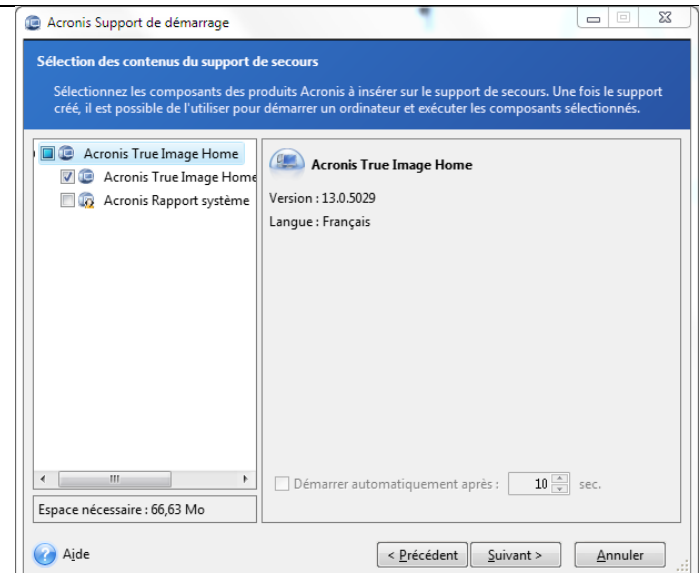 Acronis Support de démarrage
Sélection des contenus du support de secours
Sélectionnez les composants des produits Acronis à insérer sur le support de secours. Une fois le support
créé, il est possible de l'utiliser pour démarrer un ordinateur et exécuter les composants sélectionnés.
Acronis True Image Home
Acronis True Image Home
Acronis Rapport système
Espace nécessaire : 66,63 Mo
Acronis True Image Home
Version : 13.0.5029
Langue : Français
Démarrer automatiquement après : 10 sec.
Aide
< Précédent
Suivant >
Annuler